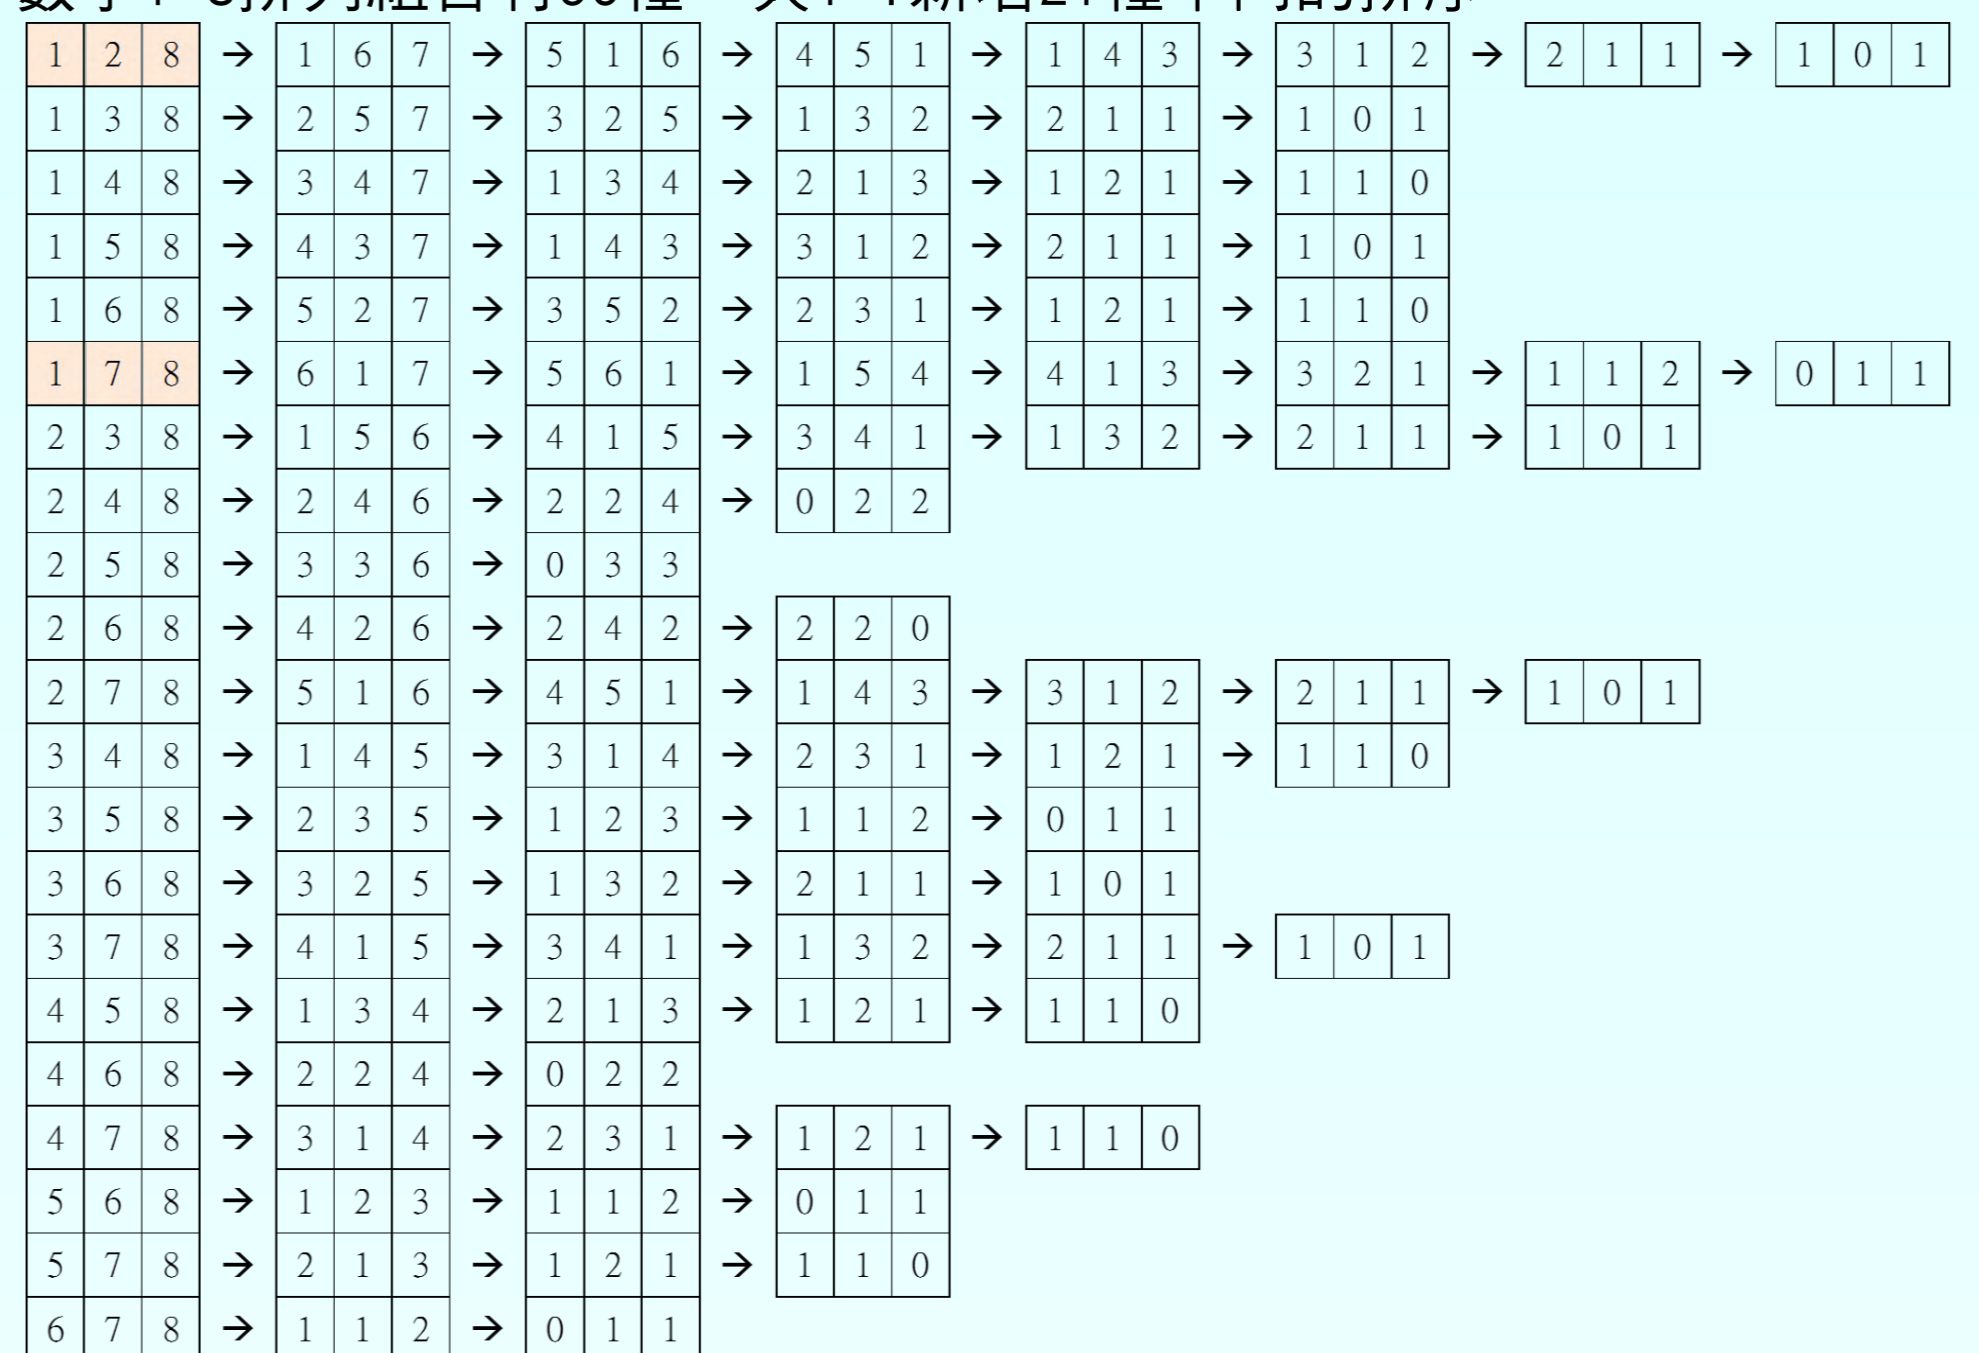 1 2 8 → 1 6 7 → 5 1 6 → 4 5 1 → 1 4 3 → 3 1 2 → 2 1 1 → 1 0 1
1 3 8 → 2 5 7 → 3 2 5 → 1 3 2 → 2 1 1 → 1 0 1
1 4 8 → 3 4 7 → 1 3 4 → 2 1 3 → 1 2 1 → 1 1 0
1 5 8 → 4 3 7 → 1 4 3 → 3 1 2 → 2 1 1 → 1 0 1
1 6 8 → 5 2 7 → 3 5 2 → 2 3 1 → 1 2 1 → 1 1 0
1 7 8 → 6 1 7 → 5 6 1 → 1 5 4 → 4 1 3 → 3 2 1 → 1 1 2 → 0 1 1
2 3 8 → 1 5 6 → 4 1 5 → 3 4 1 → 1 3 2 → 2 1 1 → 1 0 1
2 4 8 → 2 4 6 → 2 2 4 → 0 2 2
2 5 8 → 3 3 6 → 0 3 3
2 6 8 → 4 2 6 → 2 4 2 → 2 2 0
2 7 8 → 5 1 6 → 4 5 1 → 1 4 3 → 3 1 2 → 2 1 1 → 1 0 1
3 4 8 → 1 4 5 → 3 1 4 → 2 3 1 → 1 2 1 → 1 1 0
3 5 8 → 2 3 5 → 1 2 3 → 1 1 2 → 0 1 1
3 6 8 → 3 2 5 → 1 3 2 → 2 1 1 → 1 0 1
3 7 8 → 4 1 5 → 3 4 1 → 1 3 2 → 2 1 1 → 1 0 1
4 5 8 → 1 3 4 → 2 1 3 → 1 2 1 → 1 1 0
4 6 8 → 2 2 4 → 0 2 2
4 7 8 → 3 1 4 → 2 3 1 → 1 2 1 → 1 1 0
5 6 8 → 1 2 3 → 1 1 2 → 0 1 1
5 7 8 → 2 1 3 → 1 2 1 → 1 1 0
6 7 8 → 1 1 2 → 0 1 1